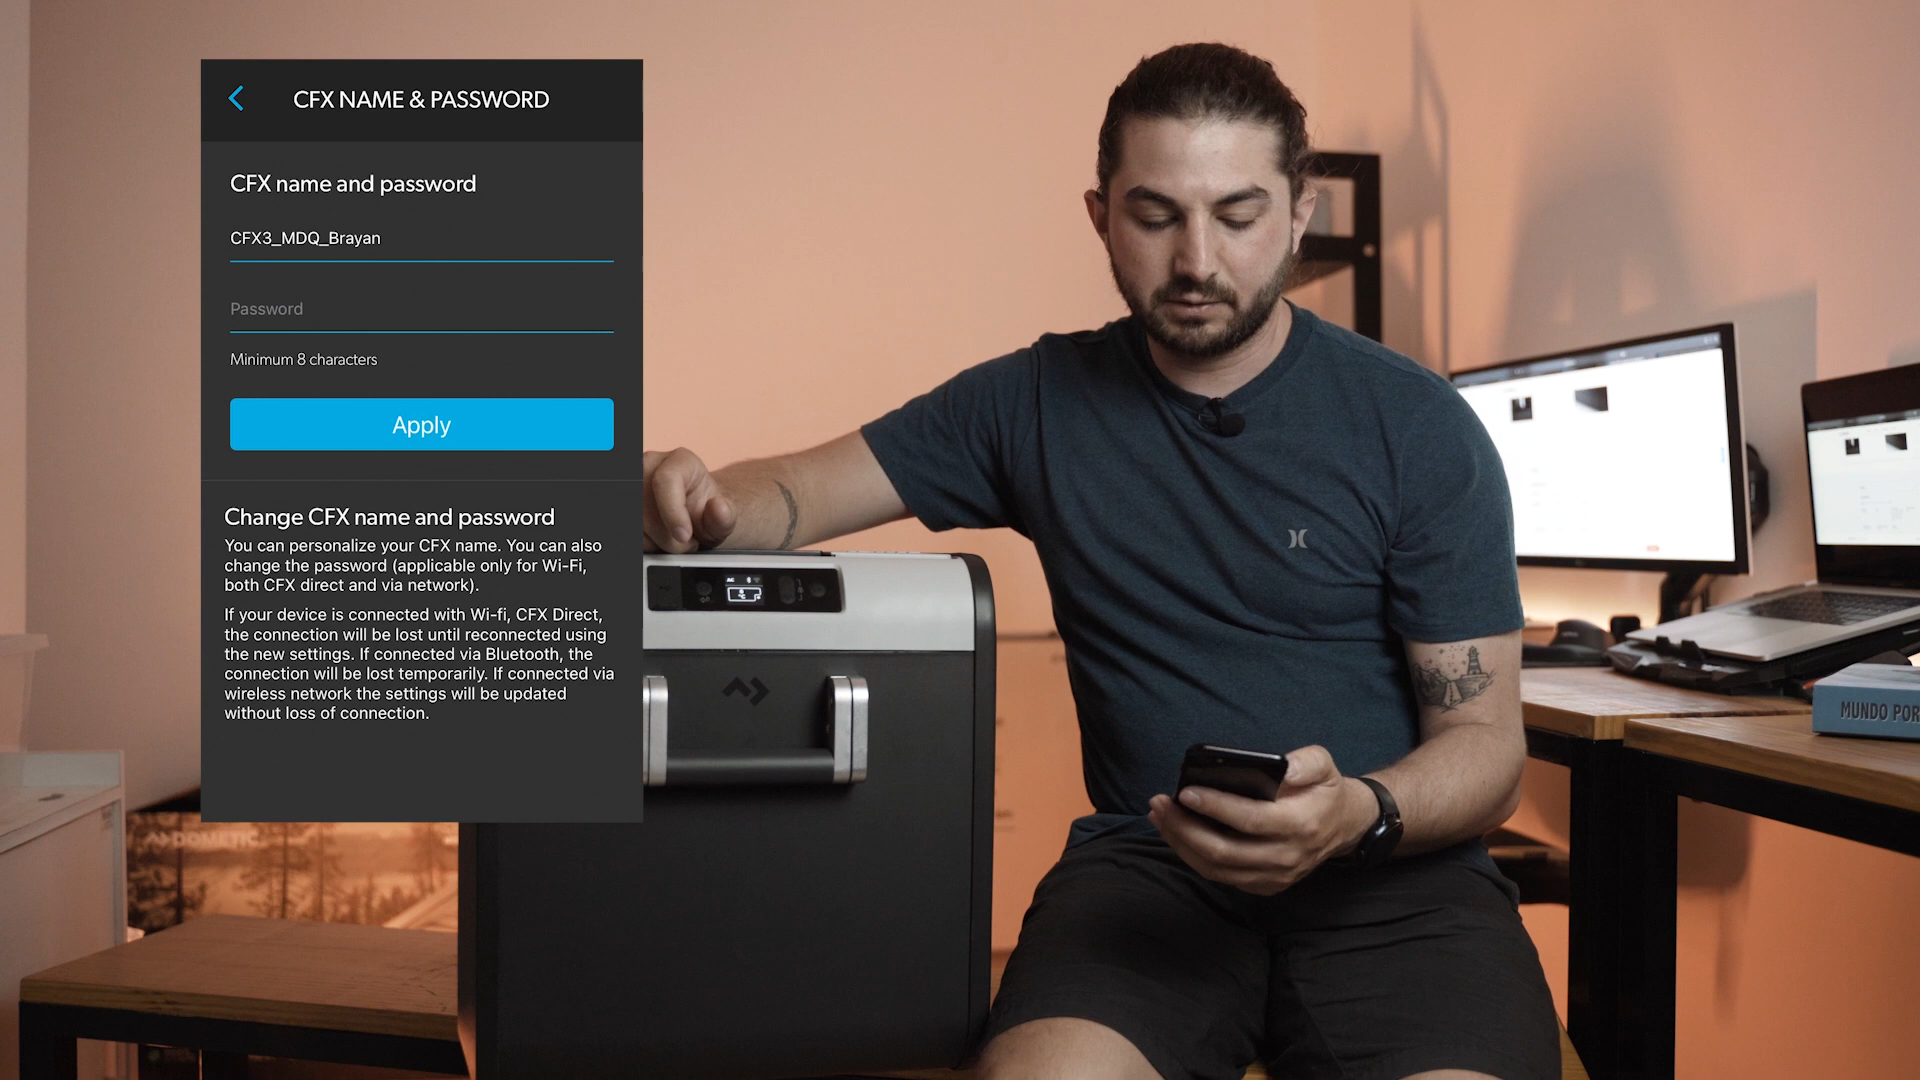 CFX NAME & PASSWORD
CFX name and password
CFX3_MDQ_Brayan
Password
Minimum 8 characters
Apply
Change CFX name and password
You can personalize your CFX name. You can also
change the password (applicable only for Wi-Fi,
both CFX direct and via network).
If your device is connected with Wi-fi, CFX Direct,
the connection will be lost until reconnected using
the new settings. If connected via Bluetooth, the
connection will be lost temporarily. If connected via
wireless network the settings will be updated
without loss of connection.
AC
°C
MUNDO POR
DOMETIC